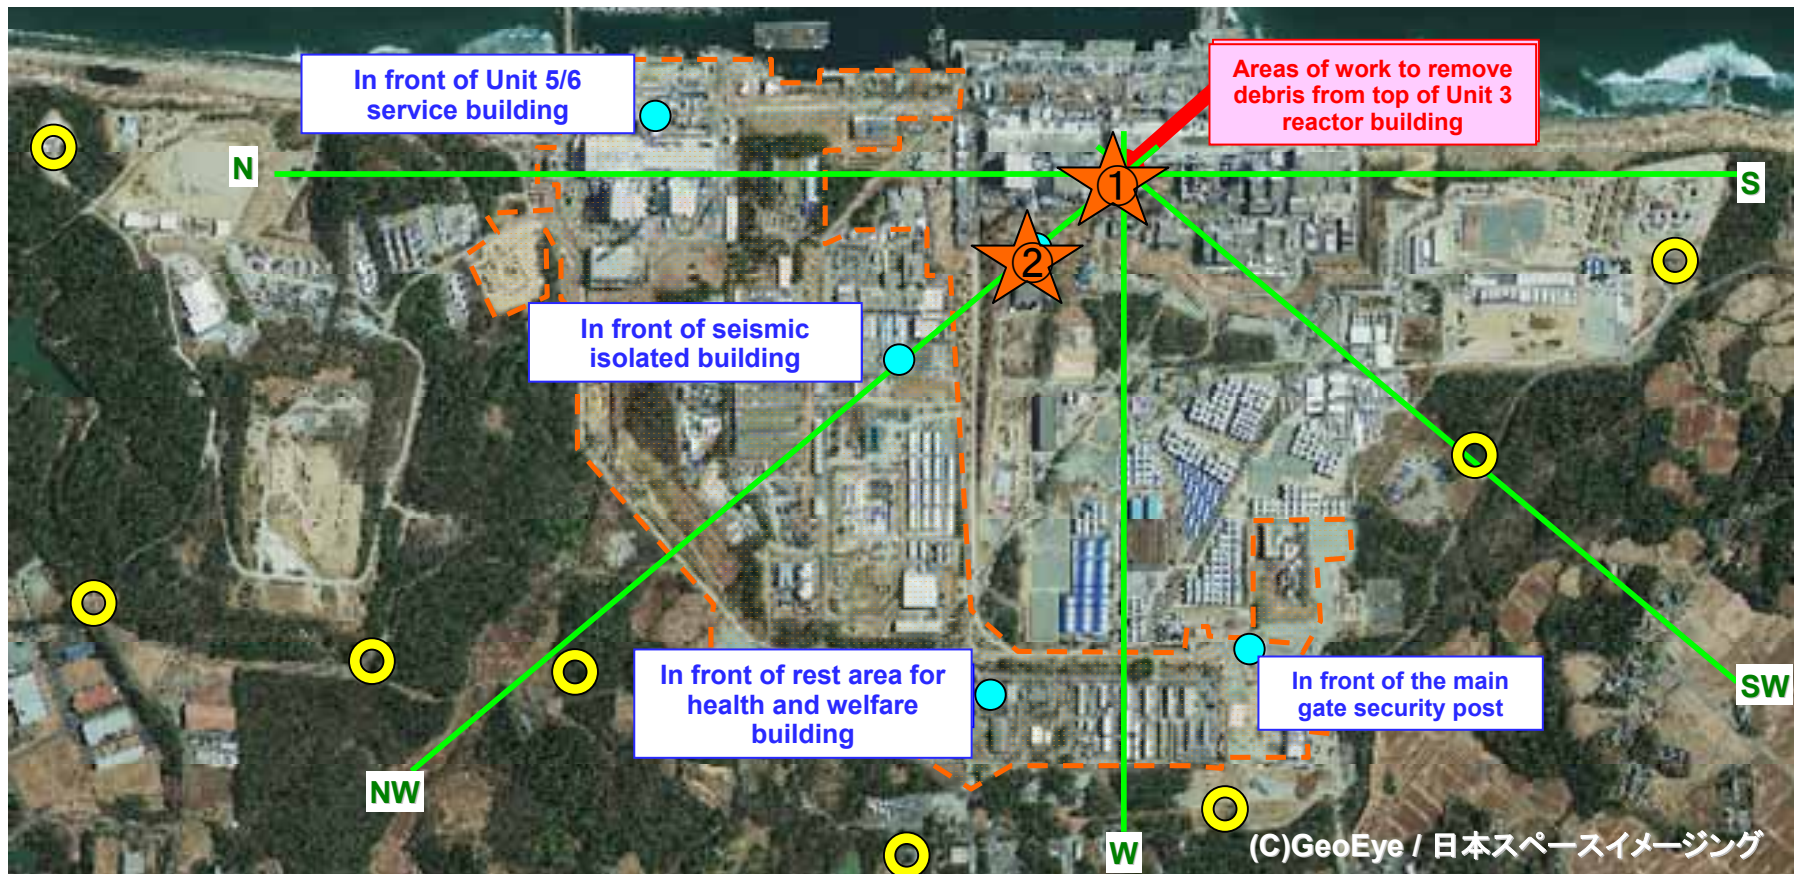 In front of Unit 5/6
service building
Areas of work to remove
debris from top of Unit 3
reactor building
N
S
1
2
In front of seismic
isolated building
In front of rest area for
health and welfare
building
In front of the main
gate security post
SW
NW
W
(C)GeoEye / 日本スペースイメージング